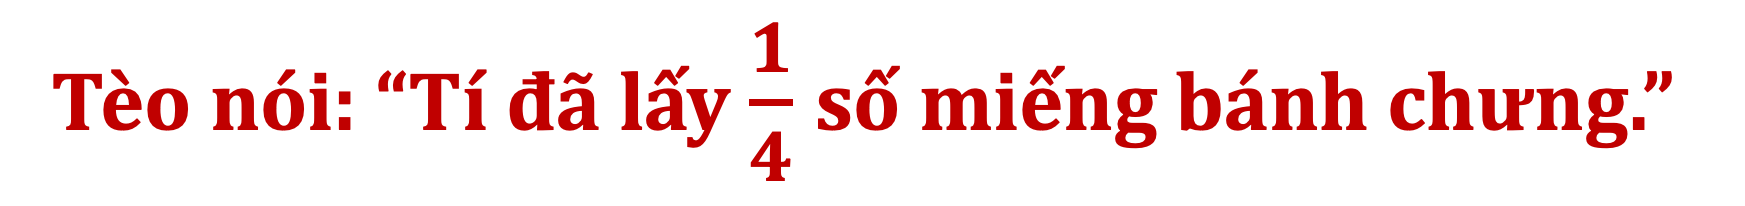 Tèo nói: “Tí đã lấy 1/4 số miếng bánh chưng.”